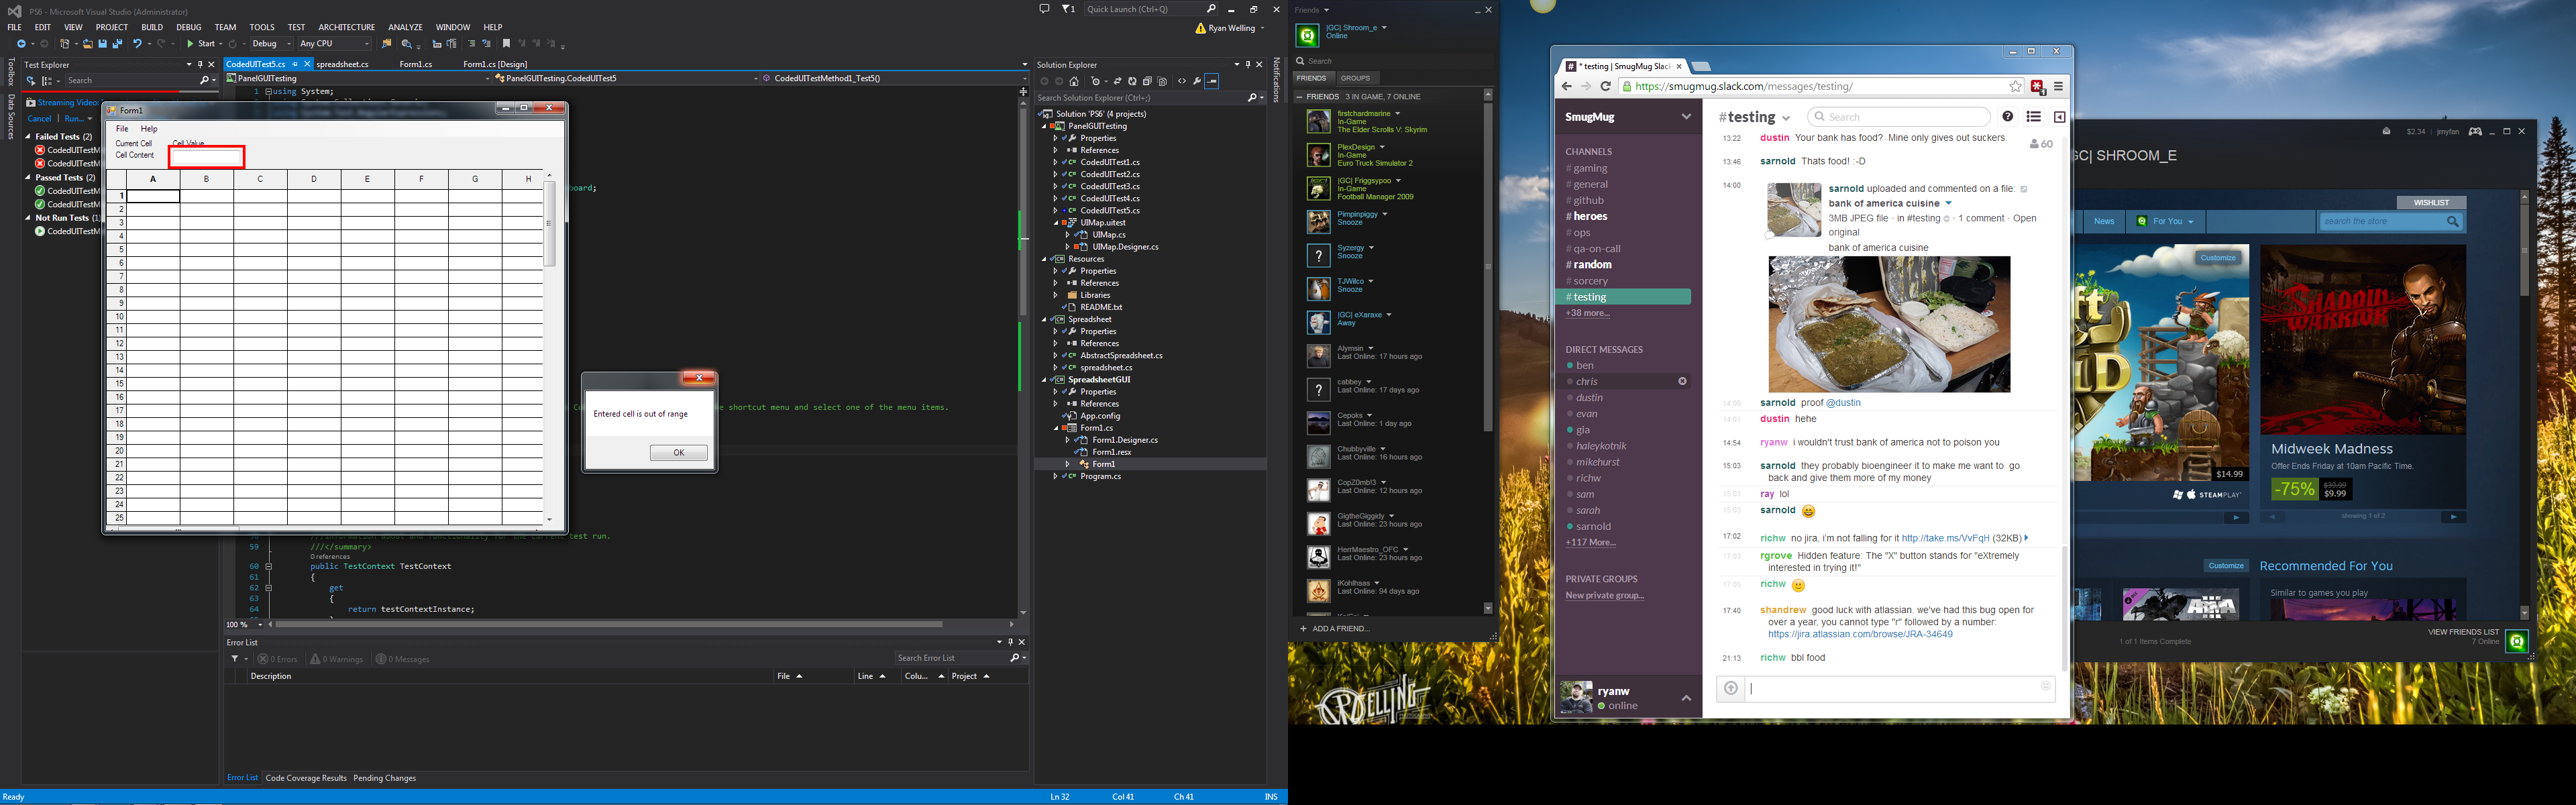 PS6 - Microsoft Visual Studio (Administrator)
1
Quick Launch (Ctrl+Q)
FILE EDIT VIEW PROJECT BUILD DEBUG TEAM TOOLS TEST ARCHITECTURE ANALYZE WINDOW HELP
Ryan Welling
Start Debug Any CPU
Test Explorer
Search
Streaming Video:
Cancel | Run...
Failed Tests (2)
CodedUITestM
CodedUITestM
Passed Tests (2)
CodedUITestM
CodedUITestM
Not Run Tests (1)
CodedUITestM
Toolbox
Data Sources
CodedUITest5.cs spreadsheet.cs Form1.cs Form1.cs [Design]
PanelGUITesting PanelGUITesting.CodedUITest5 CodedUITestMethod1_Test5()
1 using System;
board;
e shortcut menu and select one of the menu items.
Form1
File Help
Current Cell Cell Value
Cell Content
A B C D E F G H
1
2
3
4
5
6
7
8
9
10
11
12
13
14
15
16
17
18
19
20
21
22
23
24
25
Entered cell is out of range
OK
///information about and functionality for the current test run.
59 ///</summary>
0 references
60 public TestContext TestContext
61 {
62 get
63 {
64 return testContextInstance;
100 %
Error List
0 Errors 0 Warnings 0 Messages
Search Error List
Description File Line Colu... Project
Error List Code Coverage Results Pending Changes
Ready Ln 32 Col 41 Ch 41 INS
Solution Explorer
Search Solution Explorer (Ctrl+;)
Solution 'PS6' (4 projects)
PanelGUITesting
Properties
References
CodedUITest1.cs
CodedUITest2.cs
CodedUITest3.cs
CodedUITest4.cs
CodedUITest5.cs
UIMap.uitest
UIMap.cs
UIMap.Designer.cs
Resources
Properties
References
Libraries
README.txt
Spreadsheet
Properties
References
AbstractSpreadsheet.cs
spreadsheet.cs
SpreadsheetGUI
Properties
References
App.config
Form1.cs
Form1.Designer.cs
Form1.resx
Form1
Program.cs
Notifications
Friends
|GC| Shroom_e
Online
Search
FRIENDS GROUPS
FRIENDS 3 IN GAME, 7 ONLINE
firstchardmarine
In-Game
The Elder Scrolls V: Skyrim
PlexDesign
In-Game
Euro Truck Simulator 2
|GC| Friggsypoo
In-Game
Football Manager 2009
Pimpinpiggy
Snooze
Syzergy
Snooze
TJWilco
Snooze
|GC| eXaraxe
Away
Alymsin
Last Online: 17 hours ago
cabbey
Last Online: 17 days ago
Cepoks
Last Online: 1 day ago
Chubbyville
Last Online: 16 hours ago
CopZ0mb!3
Last Online: 12 hours ago
GigtheGiggidy
Last Online: 23 hours ago
HerrMaestro_OFC
Last Online: 23 hours ago
iKohlhaas
Last Online: 94 days ago
+ ADD A FRIEND...
* testing | SmugMug Slack
https://smugmug.slack.com/messages/testing/
SmugMug
CHANNELS
# gaming
# general
# github
# heroes
# ops
# qa-on-call
# random
# sorcery
# testing
+38 more...
DIRECT MESSAGES
ben
chris
dustin
evan
gia
haleykotnik
mikehurst
richw
sam
sarah
sarnold
+117 More...
PRIVATE GROUPS
New private group...
ryanw
online
#testing
Search
60
13:22 dustin Your bank has food? Mine only gives out suckers.
13:46 sarnold Thats food! :-D
14:00 sarnold uploaded and commented on a file:
bank of america cuisine
3MB JPEG file · in #testing · 1 comment · Open
original
bank of america cuisine
14:00 sarnold proof @dustin
14:01 dustin hehe
14:54 ryanw i wouldn't trust bank of america not to poison you
15:03 sarnold they probably bioengineer it to make me want to go
back and give them more of my money
15:03 ray lol
15:03 sarnold
17:02 richw no jira, i'm not falling for it http://take.ms/VvFqH (32KB)
17:03 rgrove Hidden feature: The "X" button stands for "eXtremely
interested in trying it!"
17:05 richw
17:40 shandrew good luck with atlassian. we've had this bug open for
over a year, you cannot type "r" followed by a number:
https://jira.atlassian.com/browse/JRA-34649
21:13 richw bbl food
$2.34 | jmyfan
GC| SHROOM_E
WISHLIST
News For You
search the store
Customize
$14.99
STEAMPLAY
SHADOW WARRIOR
Midweek Madness
Offer Ends Friday at 10am Pacific Time.
-75% $39.99
$9.99
showing 1 of 2
Customize
Recommended For You
Similar to games you play
ARMA
1 of 1 Items Complete
VIEW FRIENDS LIST
7 Online
RWELLING